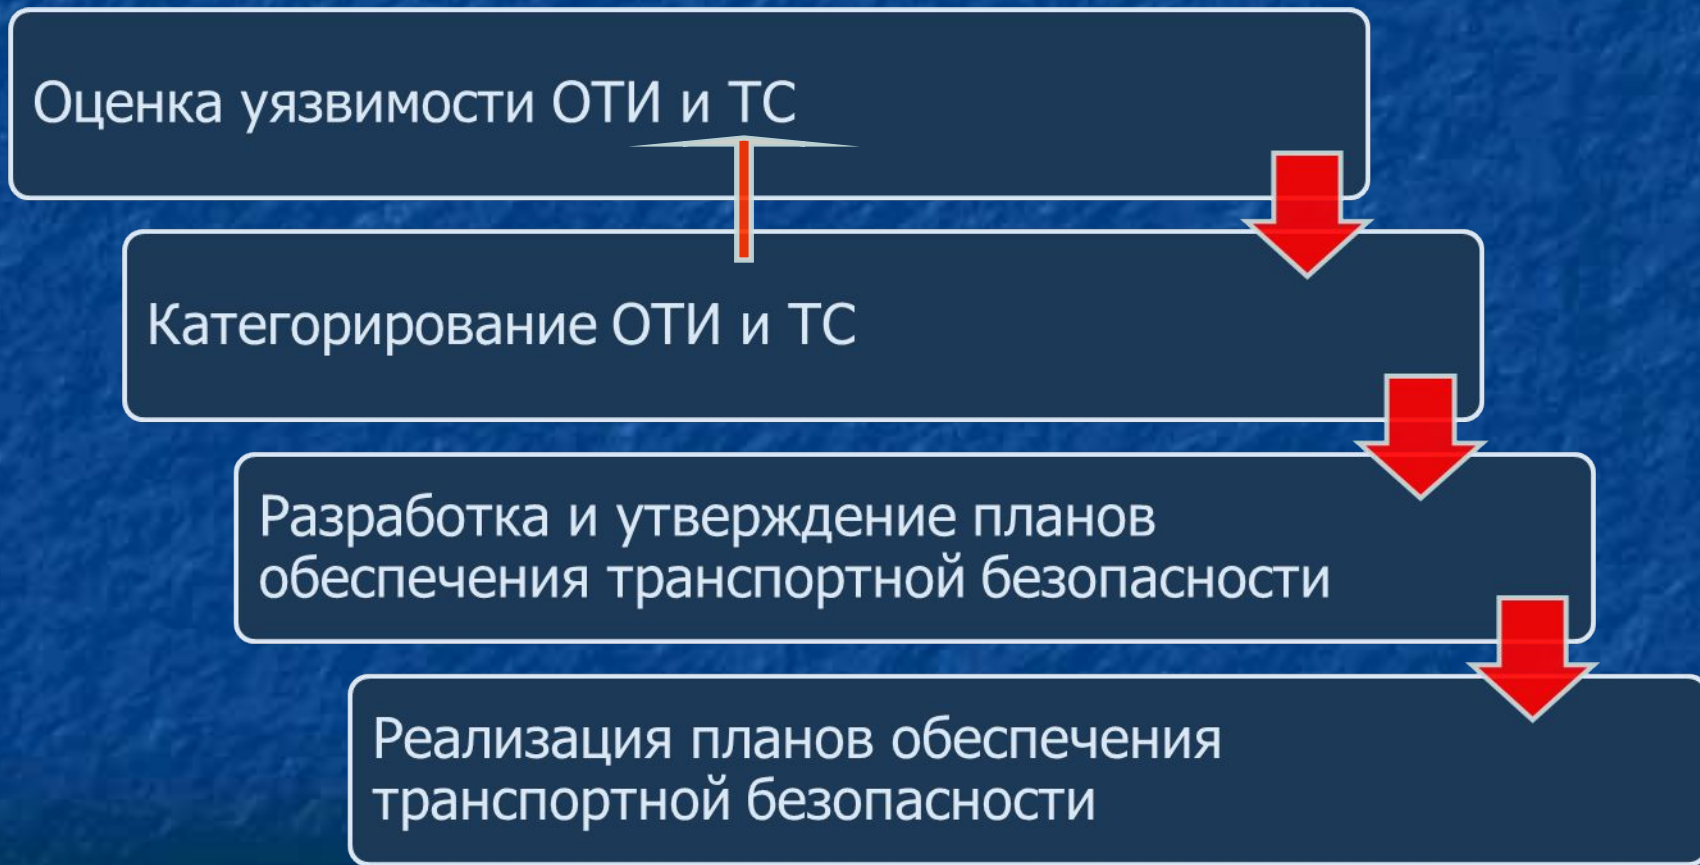 Оценка уязвимости ОТИ и ТС
Категорирование ОТИ и ТС
Разработка и утверждение планов
обеспечения транспортной безопасности
Реализация планов обеспечения
транспортной безопасности